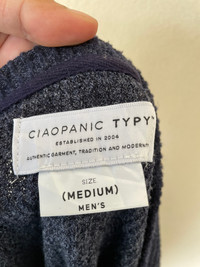 CIAOPANIC TYPY
ESTABLISHED IN 2004
AUTHENTIC GARMENT, TRADITION AND MODERN
SIZE
(MEDIUM)
MEN'S